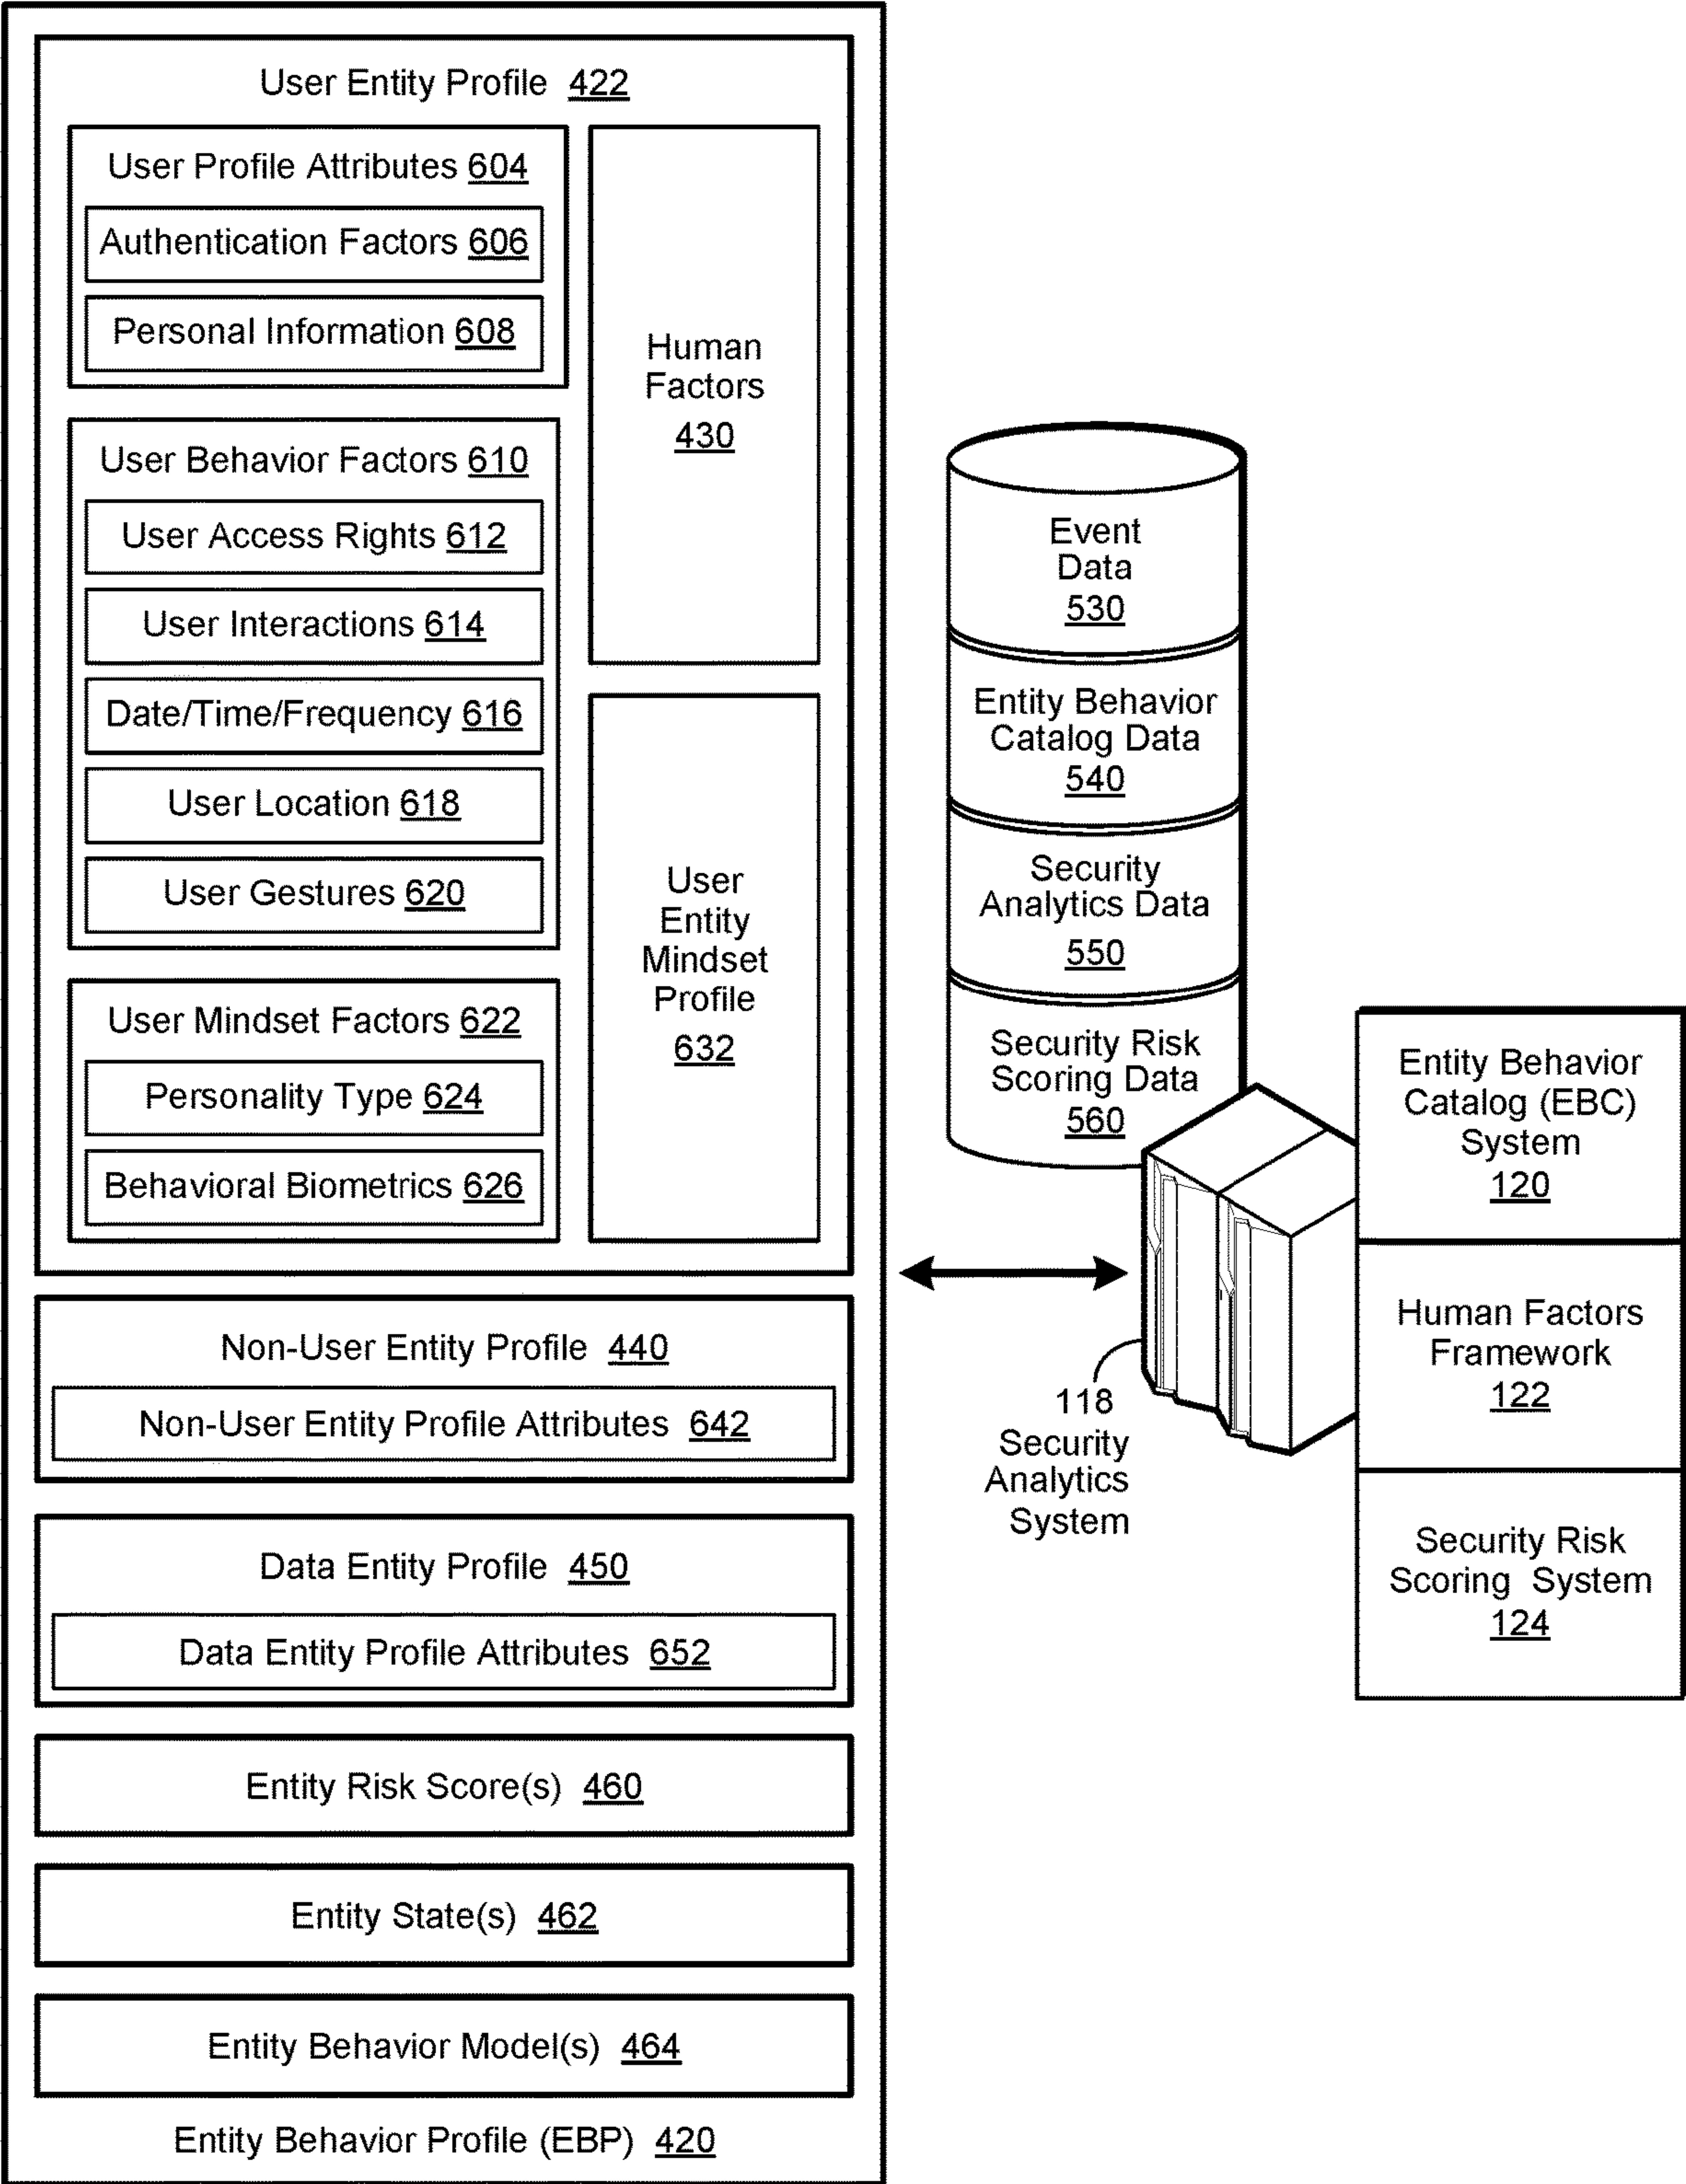 User Entity Profile 422
User Profile Attributes 604
Authentication Factors 606
Personal Information 608
User Behavior Factors 610
User Access Rights 612
User Interactions 614
Date/Time/Frequency 616
User Location 618
User Gestures 620
User Mindset Factors 622
Personality Type 624
Behavioral Biometrics 626
Human
Factors
430
User
Entity
Mindset
Profile
632
Non-User Entity Profile 440
Non-User Entity Profile Attributes 642
Data Entity Profile 450
Data Entity Profile Attributes 652
Entity Risk Score(s) 460
Entity State(s) 462
Entity Behavior Model(s) 464
Entity Behavior Profile (EBP) 420
Event
Data
530
Entity Behavior
Catalog Data
540
Security
Analytics Data
550
Security Risk
Scoring Data
560
118
Security
Analytics
System
Entity Behavior
Catalog (EBC)
System
120
Human Factors
Framework
122
Security Risk
Scoring System
124